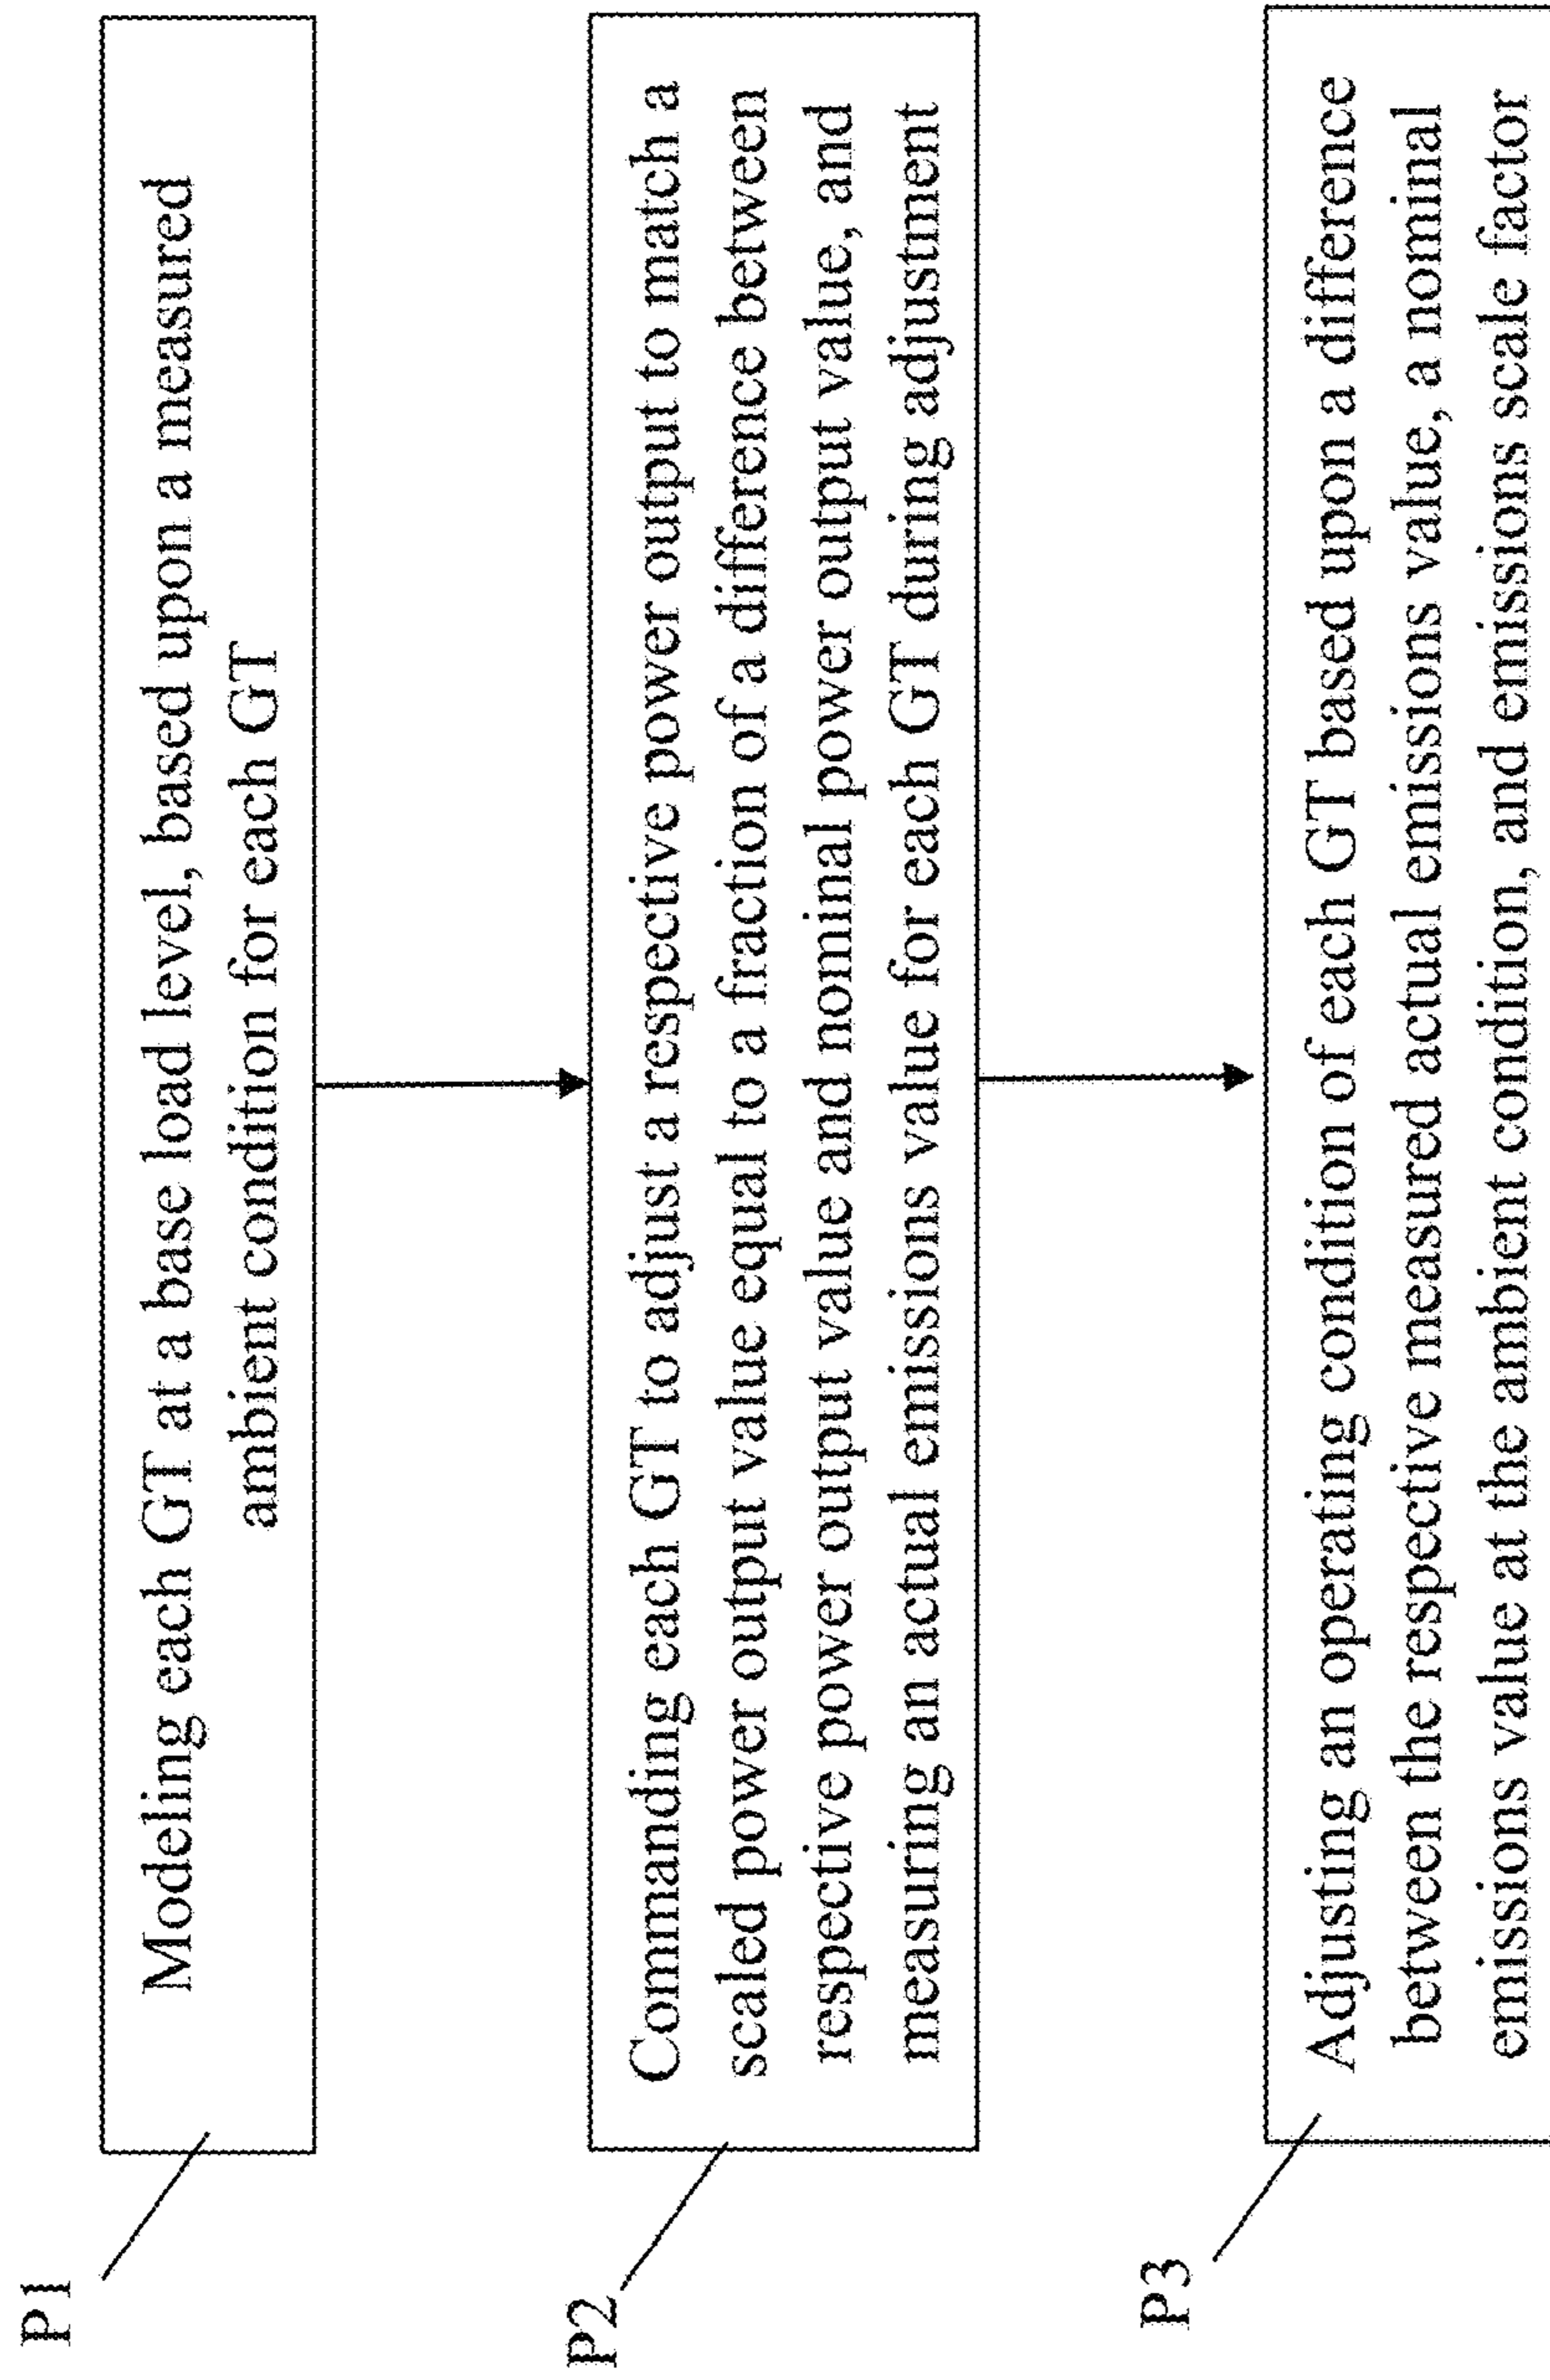 P1
Modeling each GT at a base load level, based upon a measured
ambient condition for each GT
P2
Commanding each GT to adjust a respective power output to match a
scaled power output value equal to a fraction of a difference between
respective power output value and nominal power output value, and
measuring an actual emissions value for each GT during adjustment
P3
Adjusting an operating condition of each GT based upon a difference
between the respective measured actual emissions value, a nominal
emissions value at the ambient condition, and emissions scale factor